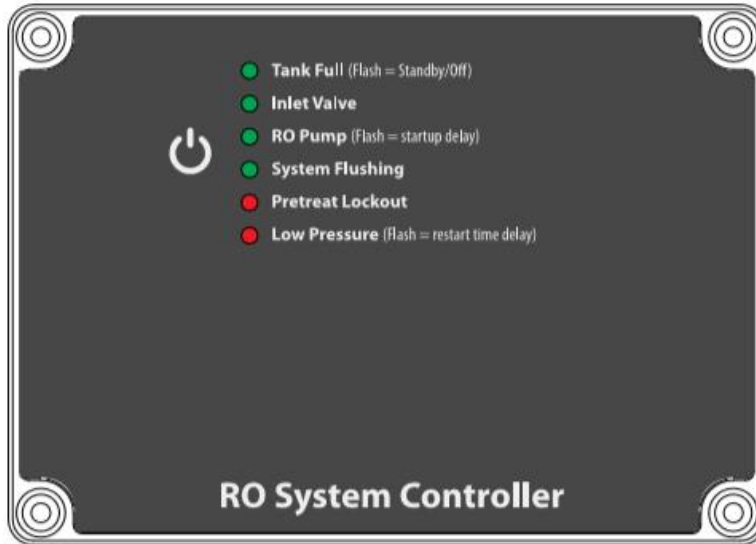 Tank Full (Flash = Standby/Off)
Inlet Valve
RO Pump (Flash = startup delay)
System Flushing
Pretreat Lockout
Low Pressure (Flash = restart time delay)
RO System Controller